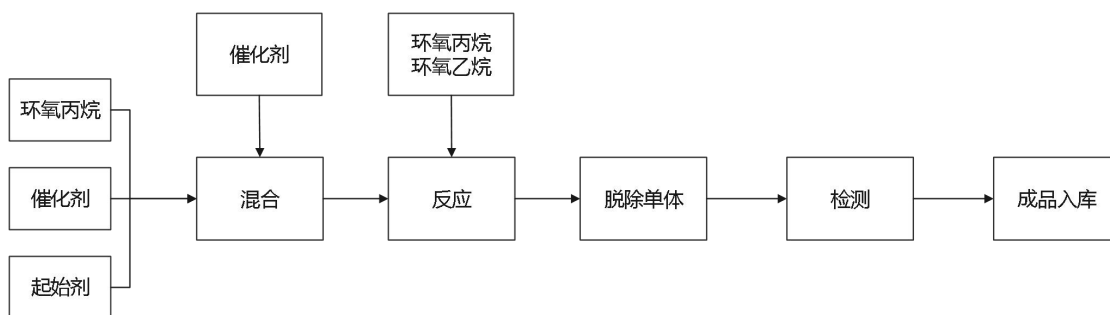 催化剂
环氧丙烷
环氧乙烷
环氧丙烷
催化剂
起始剂
混合
反应
脱除单体
检测
成品入库